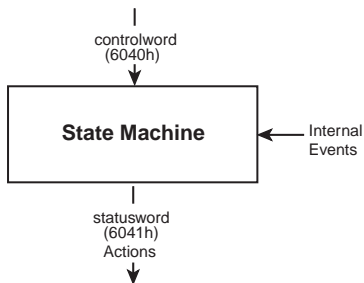 controlword
(6040h)
State Machine
Internal
Events
statusword
(6041h)
Actions